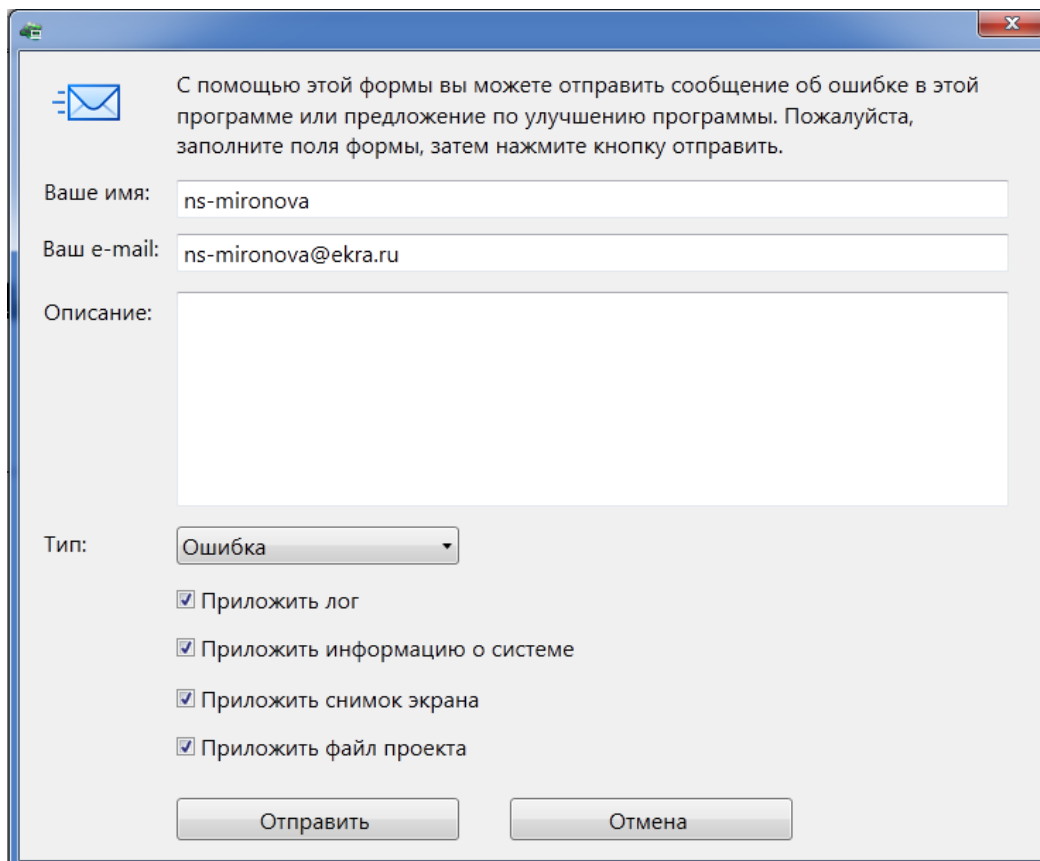 С помощью этой формы вы можете отправить сообщение об ошибке в этой
программе или предложение по улучшению программы. Пожалуйста,
заполните поля формы, затем нажмите кнопку отправить.
Ваше имя: ns-mironova
Ваш e-mail: ns-mironova@ekra.ru
Описание:
Тип: Ошибка
Приложить лог
Приложить информацию о системе
Приложить снимок экрана
Приложить файл проекта
Отправить Отмена